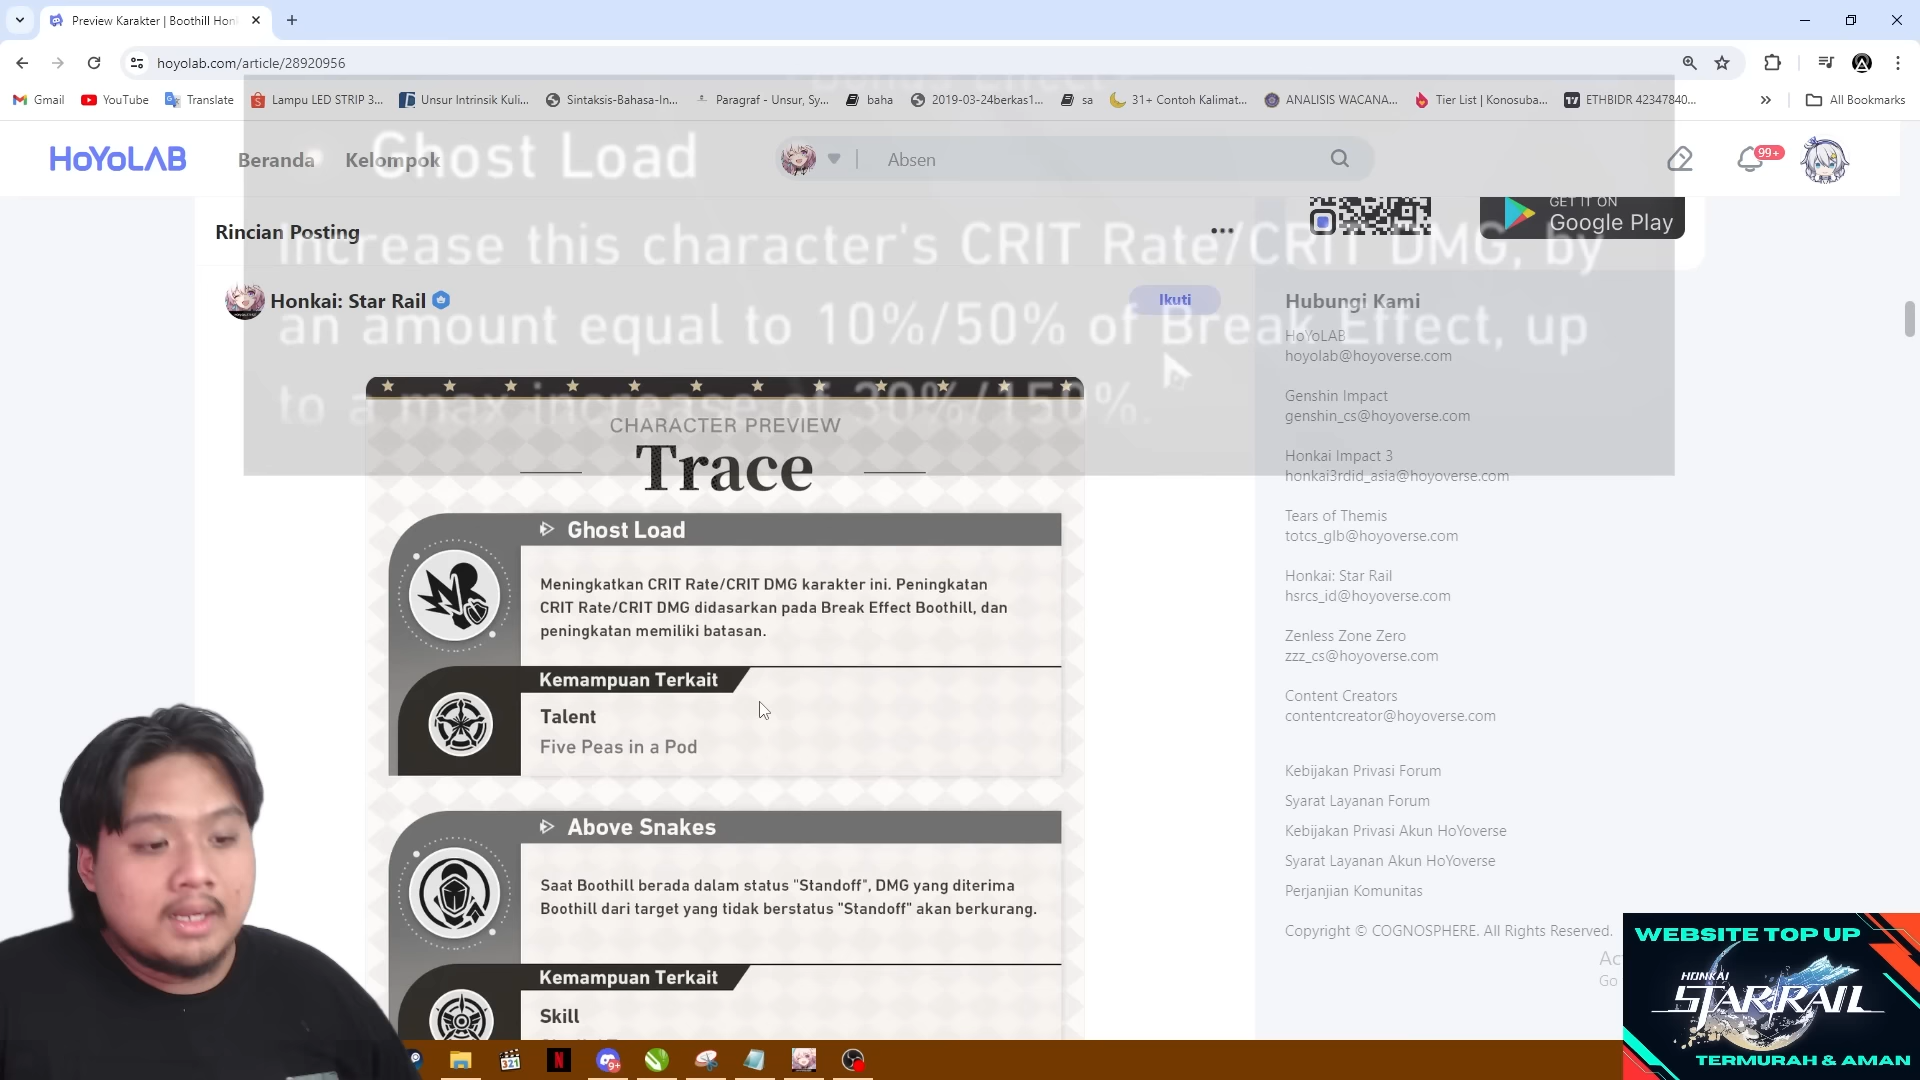 Preview Karakter | Boothill Honk
hoyolab.com/article/28920956
Gmail
YouTube
Translate
Lampu LED STRIP 3...
Unsur Intrinsik Kuli...
Sintaksis-Bahasa-In...
Paragraf - Unsur, Sy...
baha
2019-03-24berkas1...
sa
31+ Contoh Kalimat...
ANALISIS WACANA...
Tier List | Konosuba...
ETHBIDR 42347840...
All Bookmarks
Bonus Effect
HoYoLAB
Beranda
Kelompok
Absen
99+
Ghost Load
Increase this character's CRIT Rate/CRIT DMG, by
an amount equal to 10%/50% of Break Effect, up
to a max increase of 30%/150%.
Rincian Posting
GET IT ON
Google Play
Honkai: Star Rail
Ikuti
CHARACTER PREVIEW
Trace
Ghost Load
Meningkatkan CRIT Rate/CRIT DMG karakter ini. Peningkatan
CRIT Rate/CRIT DMG didasarkan pada Break Effect Boothill, dan
peningkatan memiliki batasan.
Kemampuan Terkait
Talent
Five Peas in a Pod
Above Snakes
Saat Boothill berada dalam status "Standoff", DMG yang diterima
Boothill dari target yang tidak berstatus "Standoff" akan berkurang.
Kemampuan Terkait
Skill
Hubungi Kami
HoYoLAB
hoyolab@hoyoverse.com
Genshin Impact
genshin_cs@hoyoverse.com
Honkai Impact 3
honkai3rdid_asia@hoyoverse.com
Tears of Themis
totcs_glb@hoyoverse.com
Honkai: Star Rail
hsrcs_id@hoyoverse.com
Zenless Zone Zero
zzz_cs@hoyoverse.com
Content Creators
contentcreator@hoyoverse.com
Kebijakan Privasi Forum
Syarat Layanan Forum
Kebijakan Privasi Akun HoYoverse
Syarat Layanan Akun HoYoverse
Perjanjian Komunitas
Copyright © COGNOSPHERE. All Rights Reserved.
Go
WEBSITE TOP UP
HONKAI
STAR RAIL
TERMURAH & AMAN
321
9+